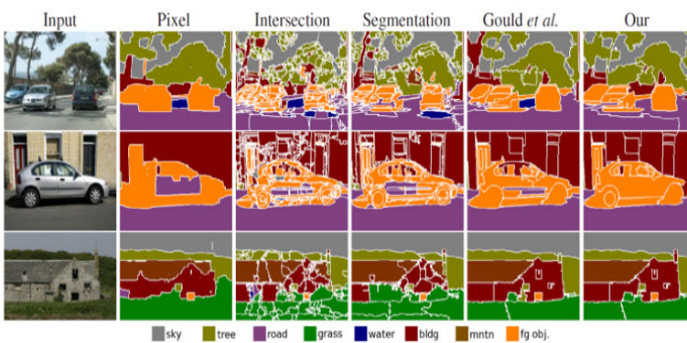 Input Pixel Intersection Segmentation Gould et al. Our
sky tree road grass water bldg mntn fg obj.